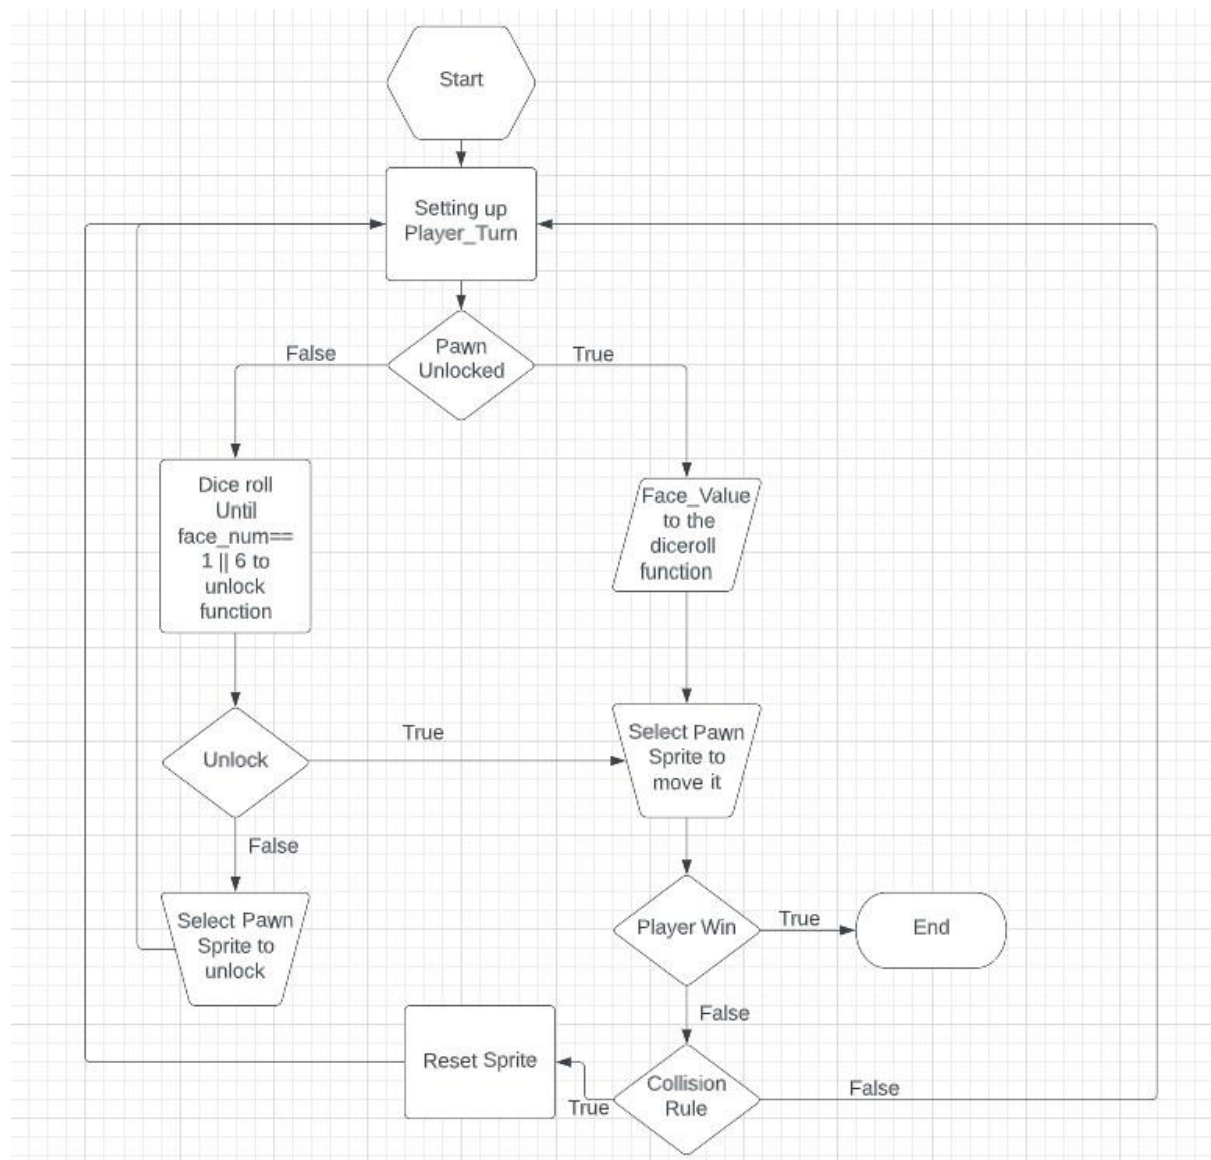 Start
Setting up
Player_Turn
Pawn
Unlocked
False
True
Dice roll
Until
face_num==
1 || 6 to
unlock
function
Face_Value
to the
diceroll
function
Unlock
True
False
Select Pawn
Sprite to
move it
Select Pawn
Sprite to
unlock
Player Win
True
End
False
Reset Sprite
Collision
Rule
True
False